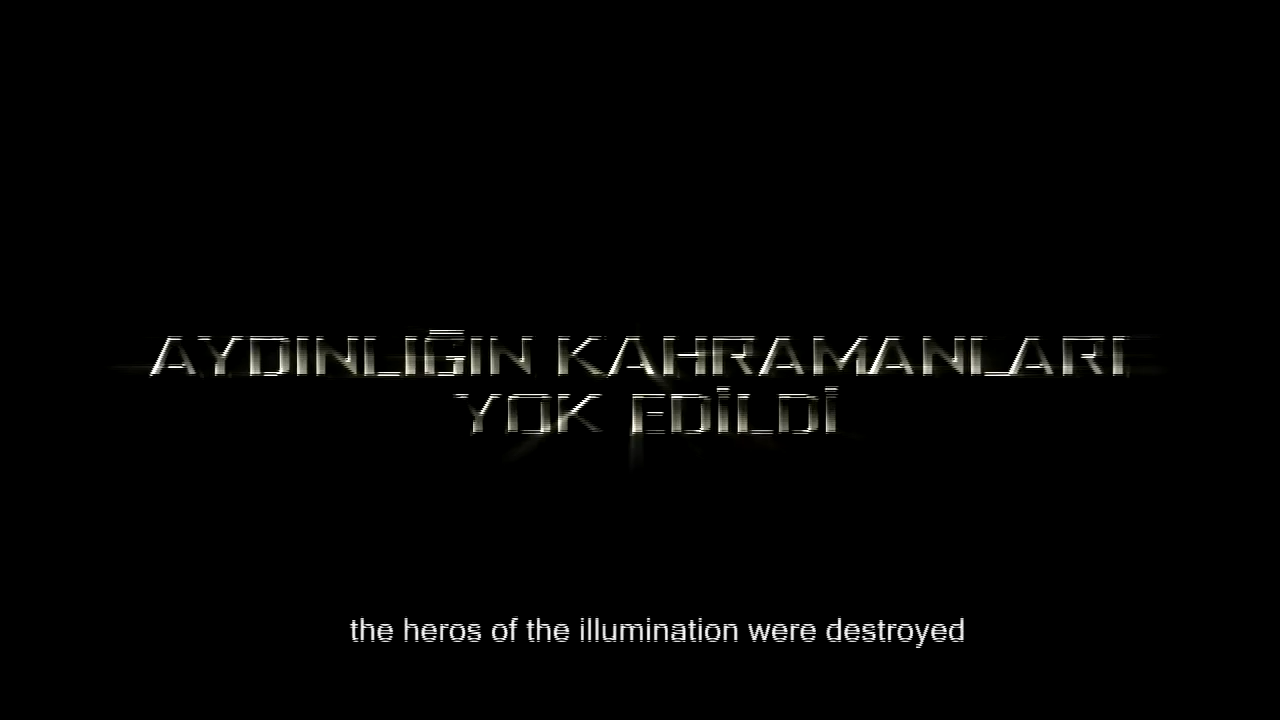 AYDINLIĞIN KAHRAMANLARI
YOK EDİLDİ
the heros of the illumination were destroyed